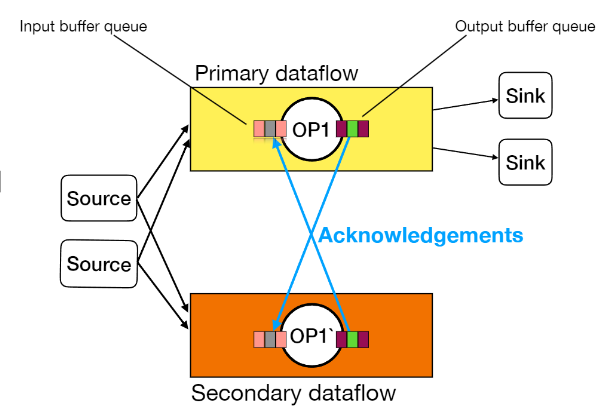 Input buffer queue
Output buffer queue
Primary dataflow
OP1
Sink
Sink
Source
Source
Acknowledgements
OP1`
Secondary dataflow